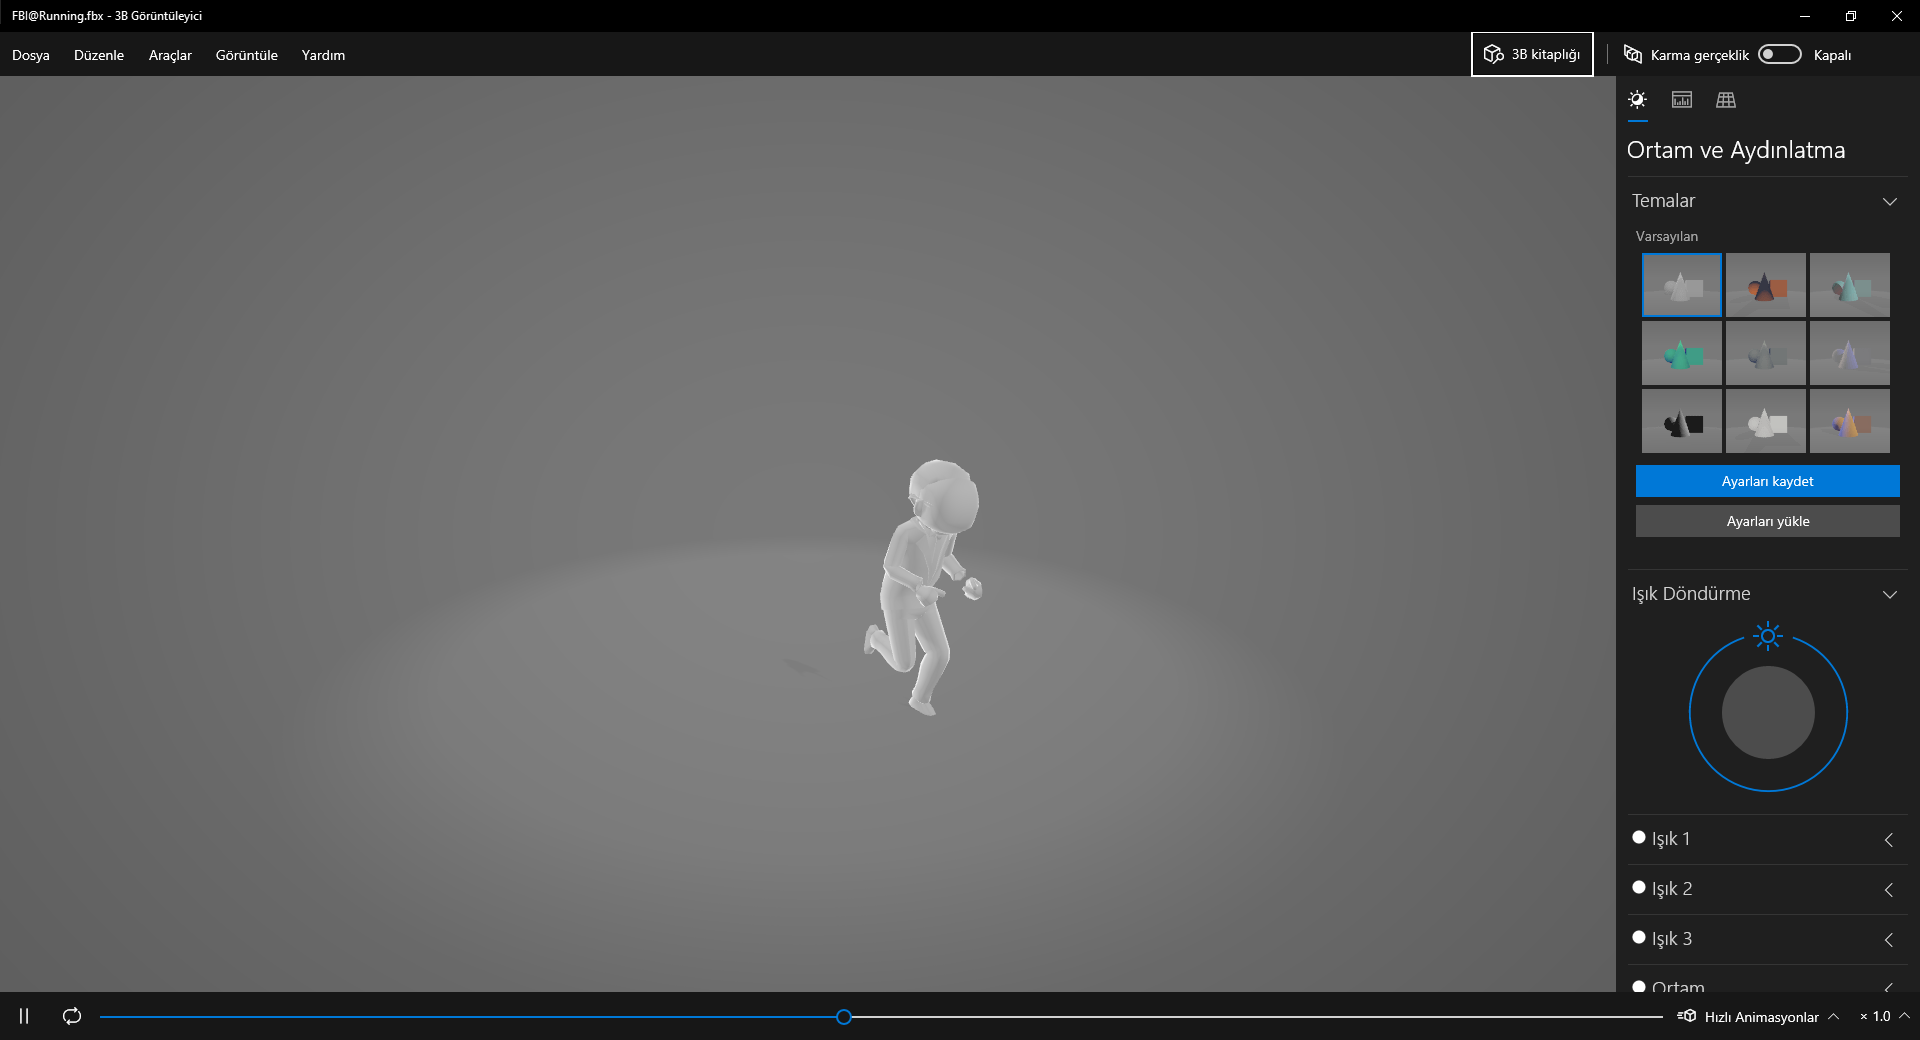 FBI@Running.fbx - 3B Görüntüleyici
Dosya Düzenle Araçlar Görüntüle Yardım
3B kitaplığı
Karma gerçeklik
Kapalı
Ortam ve Aydınlatma
Temalar
Varsayılan
Ayarları kaydet
Ayarları yükle
Işık Döndürme
Işık 1
Işık 2
Işık 3
Ortam
Hızlı Animasyonlar
× 1.0